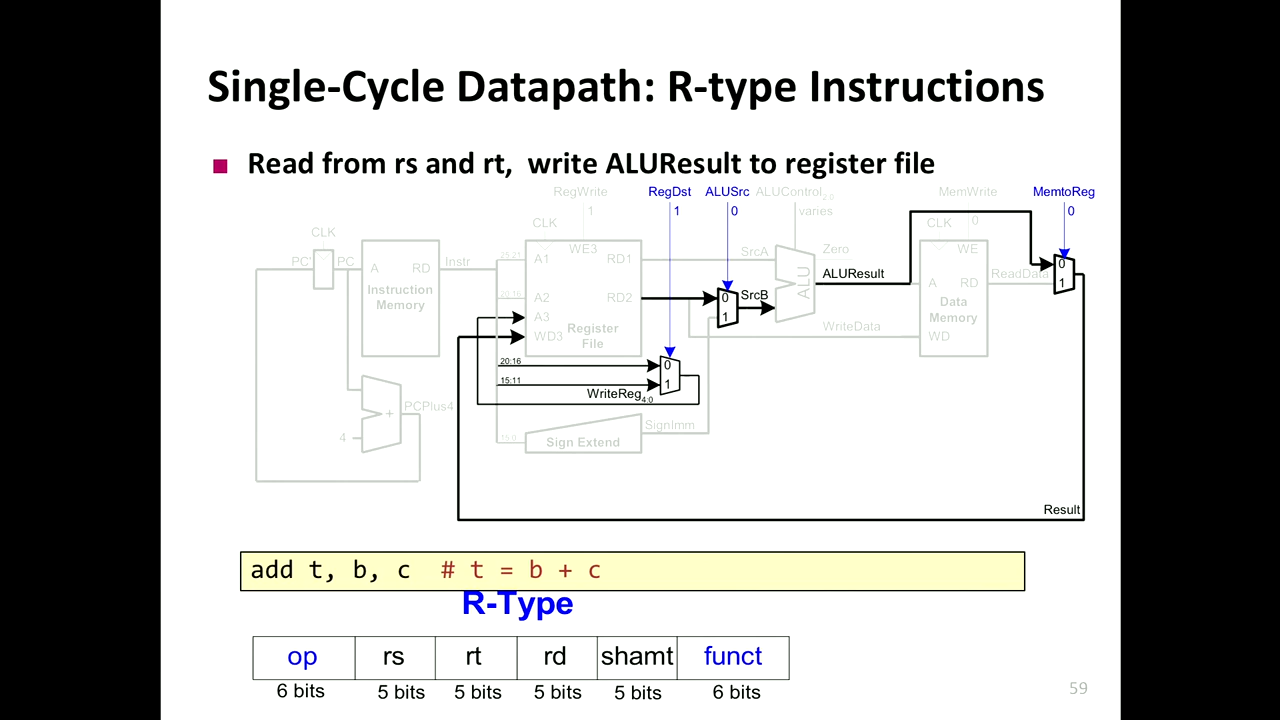 Single-Cycle Datapath: R-type Instructions
Read from rs and rt, write ALUResult to register file
RegWrite RegDst ALUSrc ALUControl2:0 MemWrite MemtoReg
1 1 0 varies 0 0
CLK CLK CLK
PC' PC A RD Instr 25:21 A1 WE3 RD1 SrcA Zero WE
Instruction Memory
20:16 A2 RD2 0 SrcB ALU ALUResult A RD ReadData 0
1 1
A3
WD3 Register File
Data Memory
WriteData WD
20:16 0
15:11 1
WriteReg4:0
PCPlus4
+
4
SignImm
15:0 Sign Extend
Result
add t, b, c # t = b + c
R-Type
op rs rt rd shamt funct
6 bits 5 bits 5 bits 5 bits 5 bits 6 bits
59